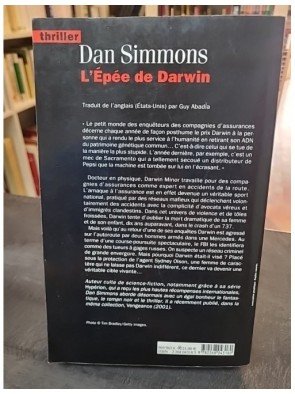 thriller
Dan Simmons
L'Épée de Darwin
Traduit de l'anglais (États-Unis) par Guy Abadia
« Le petit monde des enquêteurs des compagnies d'assurances
décerne chaque année de façon posthume le prix Darwin à la per-
sonne qui a rendu le plus service à l'humanité en retirant son ADN
du patrimoine génétique commun... C'est-à-dire celui qui se tue de
la manière la plus stupide. L'année dernière, par exemple, c'est un
mec de Sacramento qui a tellement secoué un distributeur de
Pepsi que la machine est tombée sur lui en l'écrasant. »
Docteur en physique, Darwin Minor travaille pour des compa-
gnies d'assurances comme expert en accidents de la route.
L'arnaque à l'assurance est en effet devenue un véritable sport
national, pratiqué par des réseaux mafieux qui déclenchent volon-
tairement des accidents avec la complicité d'avocats véreux et
d'immigrés clandestins. Dans cet univers de violence et de tôles
froissées, Darwin tente d'oublier la mort dramatique de sa femme
et de son enfant, dix ans auparavant, dans le crash d'un 737.
Mais voilà qu'au retour d'une de ses enquêtes Darwin est agressé
sur l'autoroute par deux hommes armés dans une Mercedes. Au
terme d'une course-poursuite spectaculaire, le FBI les identifiera
comme des tueurs à gages russes. On suspecte un réseau criminel
de grande envergure. Mais pourquoi Darwin était-il visé ? Placé
sous la protection de l'agent Sydney Olson, une femme de carac-
tère qui ne laisse pas Darwin indifférent, ce dernier va devenir une
véritable cible vivante...
Auteur culte de science-fiction, notamment grâce à sa série
Hypérion, qui a reçu les plus hautes récompenses internationales,
Dan Simmons aborde désormais avec un égal bonheur le fantas-
tique, le roman noir et le thriller. Il a récemment publié, dans la
même collection, Vengeance (2001).
Photo © Tim Bradley/Getty Images.